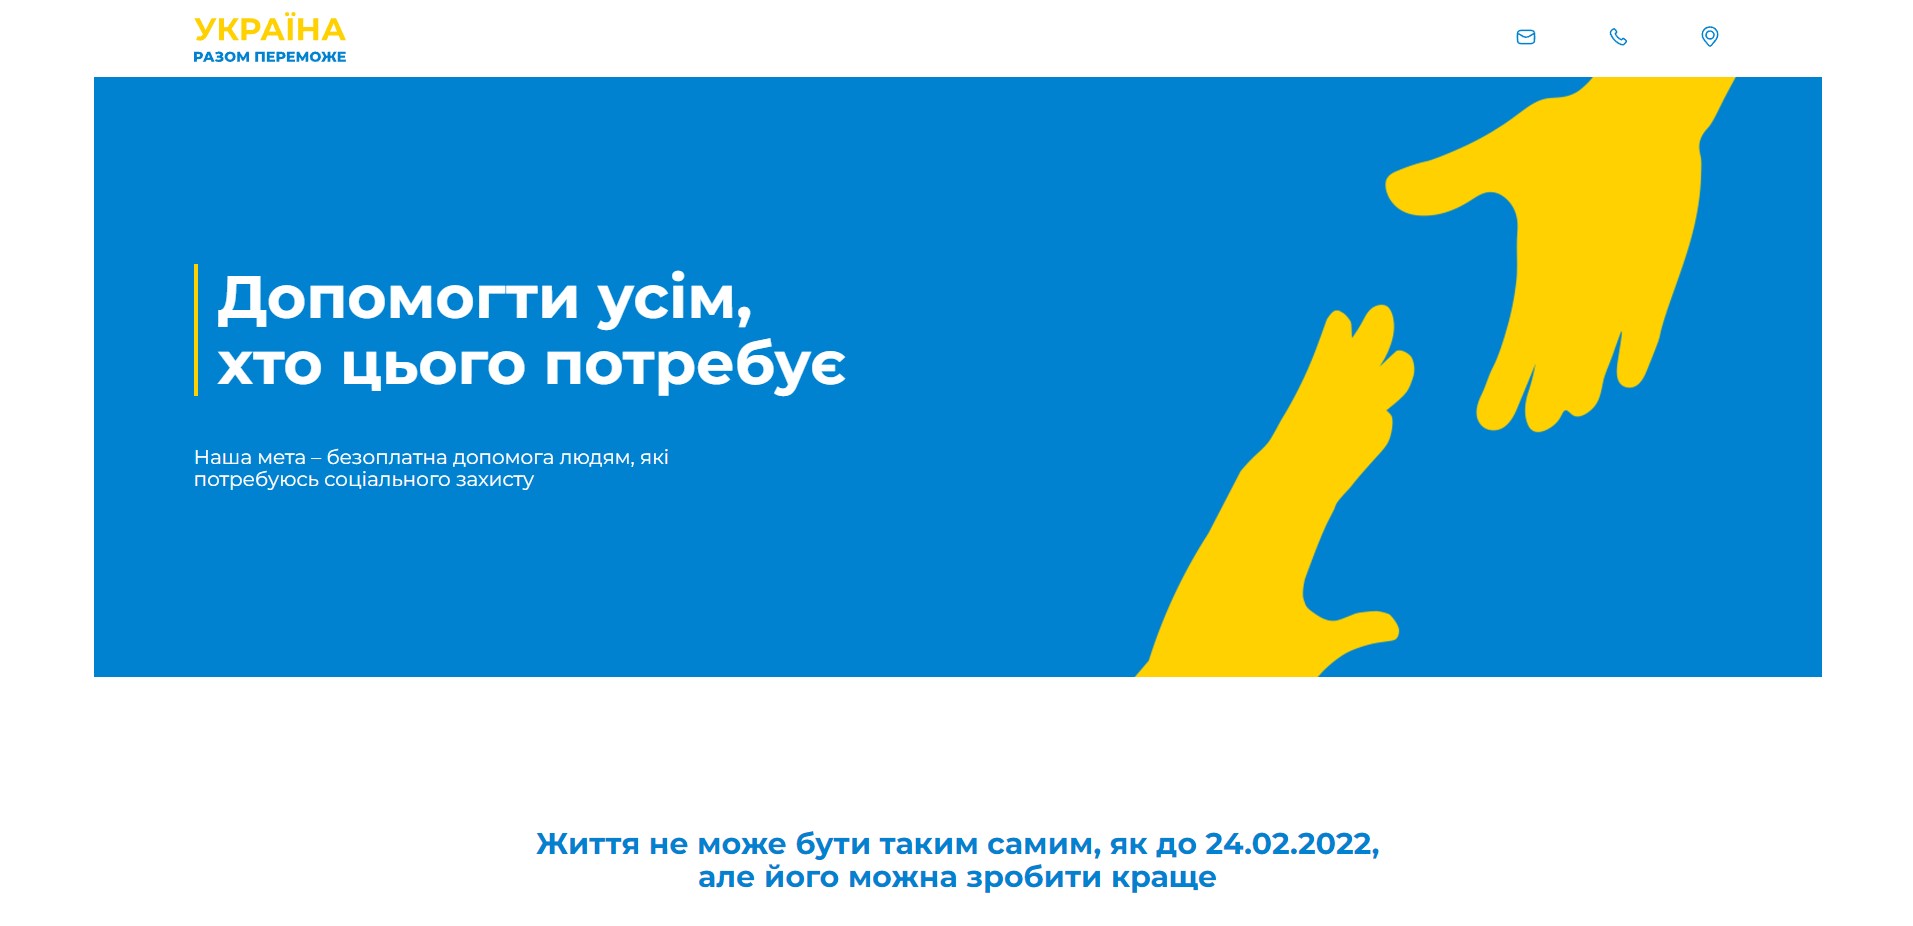 УКРАЇНА
РАЗОМ ПЕРЕМОЖЕ
Допомогти усім,
хто цього потребує
Наша мета – безоплатна допомога людям, які
потребуюсь соціального захисту
Життя не може бути таким самим, як до 24.02.2022,
але його можна зробити краще